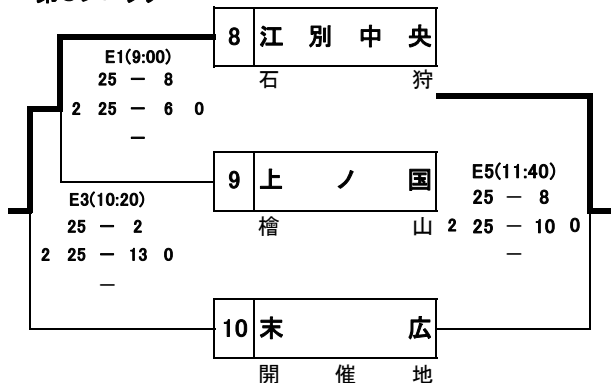 8 江別中央
石狩
E1(9:00)
25 － 8
2 25 － 6 0
－
9 上ノ国
檜山
E3(10:20)
25 － 2
2 25 － 13 0
－
E5(11:40)
25 － 8
2 25 － 10 0
－
10 末広
開催地